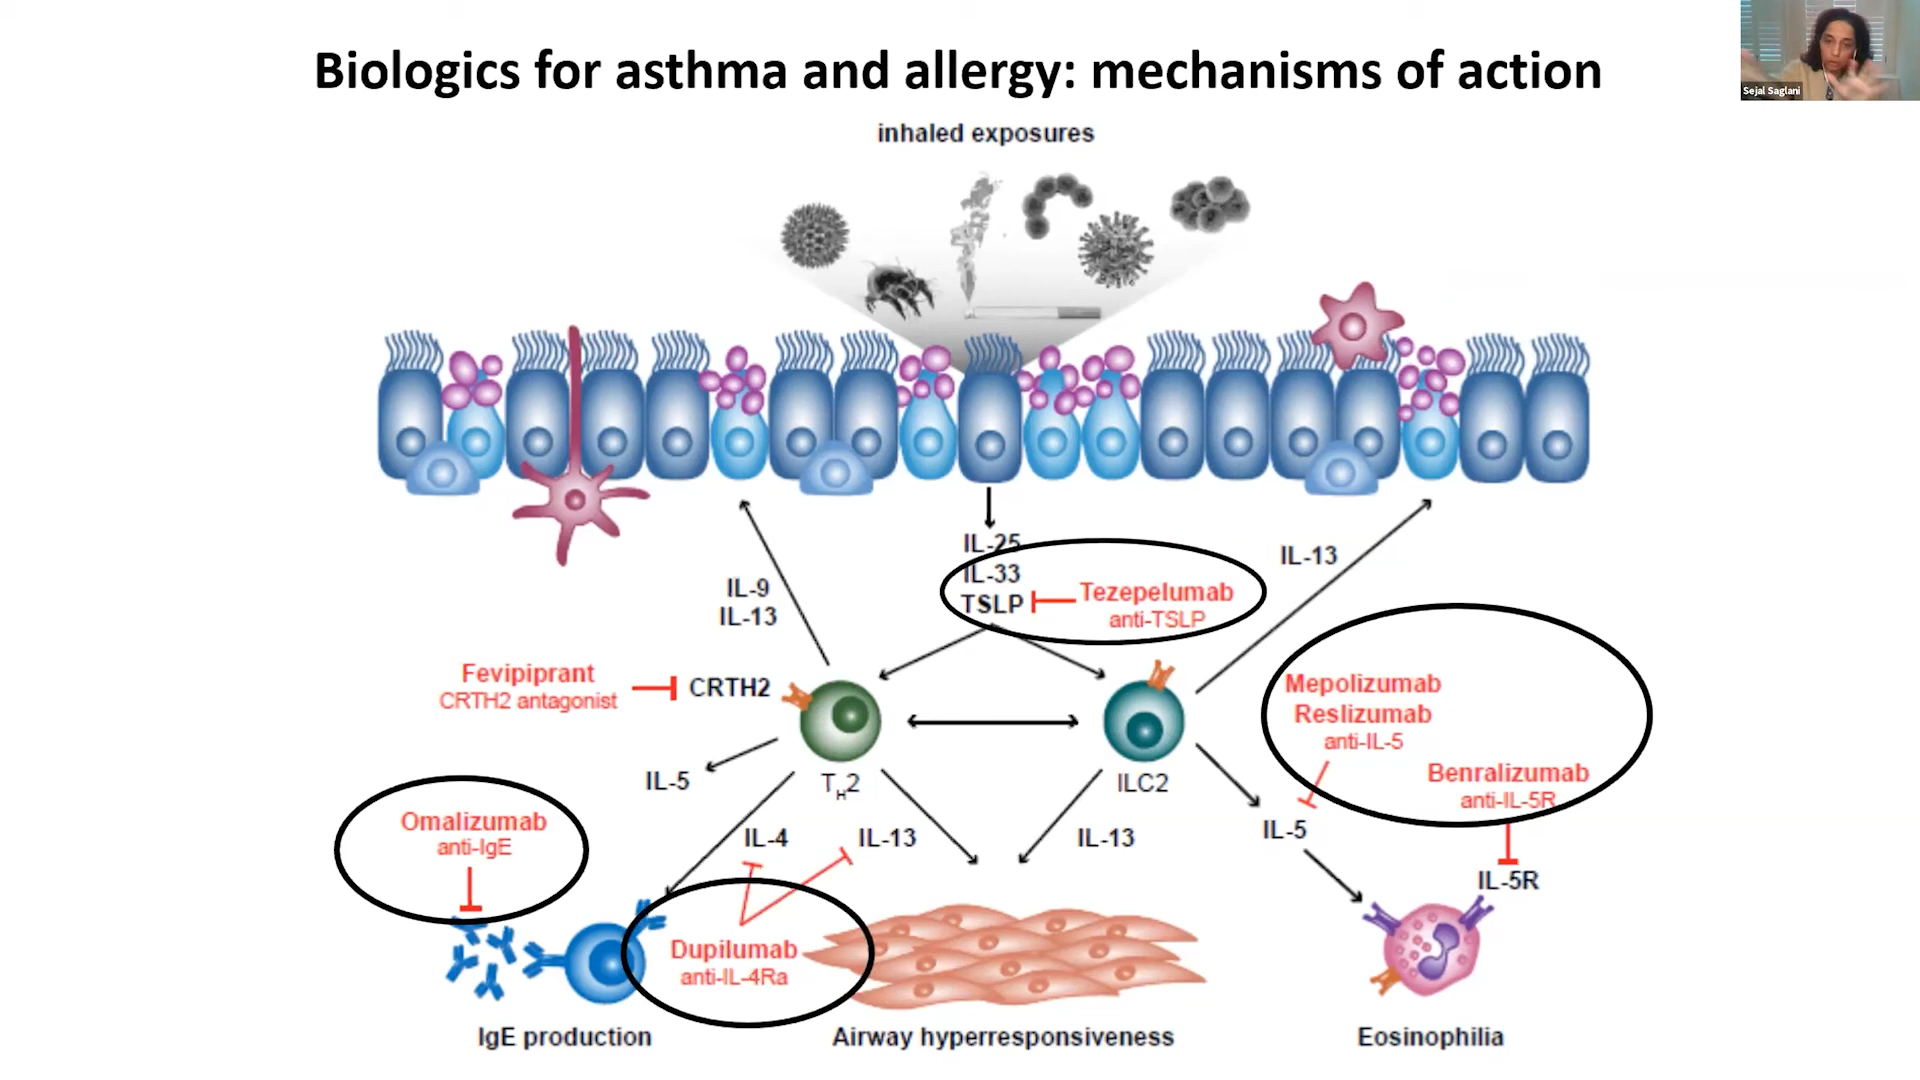 Biologics for asthma and allergy: mechanisms of action
Sejal Saglani
inhaled exposures
IL-25
IL-33
TSLP
Tezepelumab
anti-TSLP
IL-13
IL-9
IL-13
Fevipiprant
CRTH2 antagonist
CRTH2
Mepolizumab
Reslizumab
anti-IL-5
Benralizumab
anti-IL-5R
IL-5
TH2
ILC2
Omalizumab
anti-IgE
IL-4
IL-13
IL-13
IL-5
IL-5R
Dupilumab
anti-IL-4Ra
IgE production
Airway hyperresponsiveness
Eosinophilia